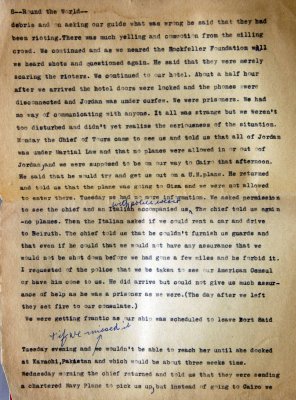 6--Round the World--
debris and on asking our guide what was wrong he said that they had
been rioting.There was much yelling and commotion from the milling
crowd. We continued and as we neared the Rockfeller Foundation wall
we heard shots and questioned again. He said that they were merely
scaring the rioters. We continued to our hotel. About a half hour
after we arrived the hotel doors were locked and the phones were
disconnected and Jordan was under curfew. We were prisoners. We had
no way of communicating with anyone. It all was strange but we weren't
too disturbed and didn't yet realize the seriousness of the situation.
Monday the Chief of Tours came to see us and told us that all of Jordan
was under Martial Law and that no planes were allowed in or out oof
Jordan and we were supposed to be on our way to Cairo that afternoon.
He said that he would try and get us out on a U.N.plane. He returned
and told us that the plane was going to Giza and we were not allowed
to enter there. Tuesday we had no more information. We asked permission
with police escort
to see the chief and an Italian accompanied us. The chief told us again
-no planes. Then the Italian asked if we could rent a car and drive
to Beiruth. The chief told us that he couldn't furnish us guards and
that even if he could that we would not have any assurance that we
would not be shot down before we had gone a few miles and he forbid it.
I requested of the police that we be taken to see our American Consul
or have him come to us. He did arrive but could not give us much assur-
ance of help as he was a prisoner as we were.(The day after we left
they set fire to our consulate.)
We were getting frantic as our ship was scheduled to leave Port Said
& if we missed it
Tuesday evening and we wouldn't be able to reach her until she docked
at Karachi,Pakistan and which would be about three weeks time.
Wednesday morning the chief returned and told us that they were sending
a chartered Navy Plane to pick us up, but instead of going to Cairo we